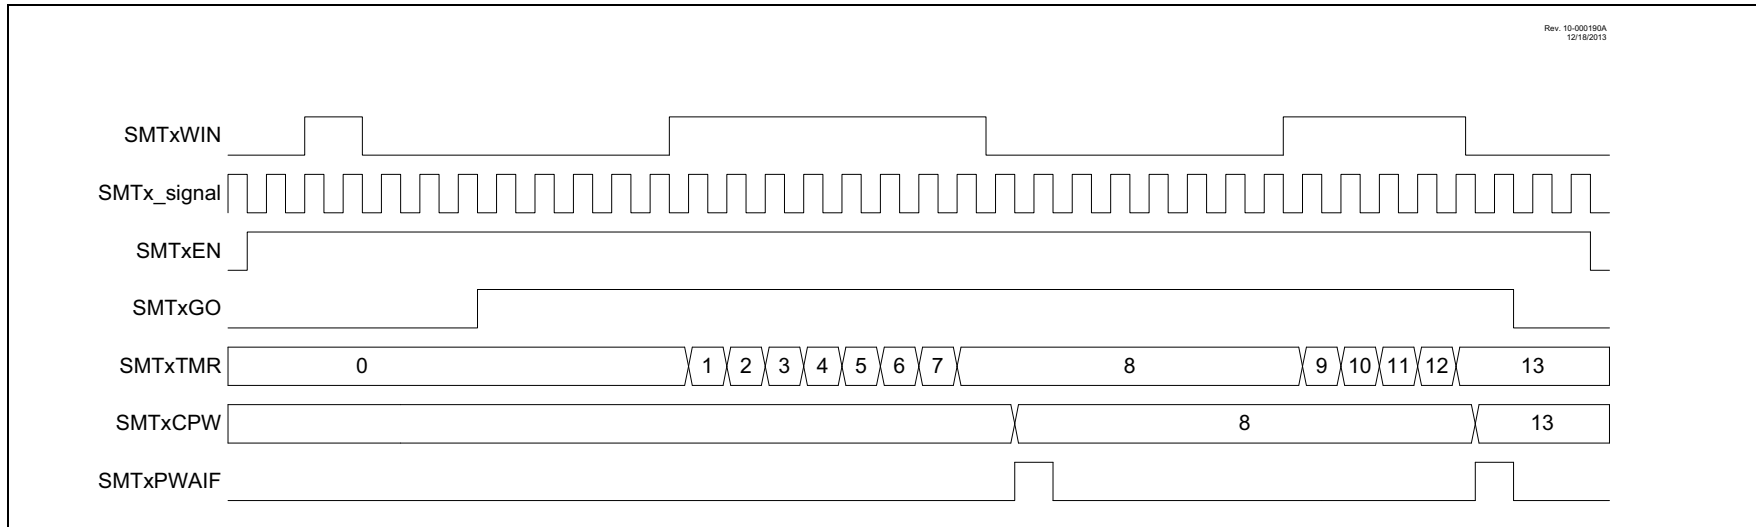 Rev. 10-000190A
12/18/2013
SMTxWIN
SMTx_signal
SMTxEN
SMTxGO
SMTxTMR 0 1 2 3 4 5 6 7 8 9 10 11 12 13
SMTxCPW 8 13
SMTxPWAIF